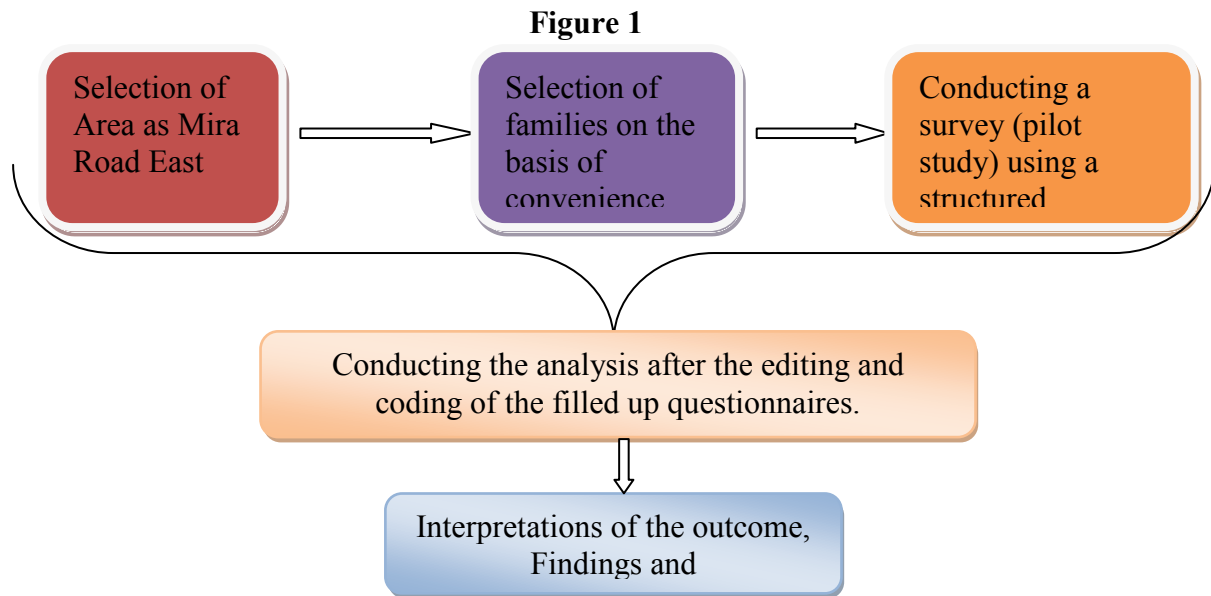 Figure 1
Selection of
Area as Mira
Road East
Selection of
families on the
basis of
convenience
Conducting a
survey (pilot
study) using a
structured
Conducting the analysis after the editing and
coding of the filled up questionnaires.
Interpretations of the outcome,
Findings and